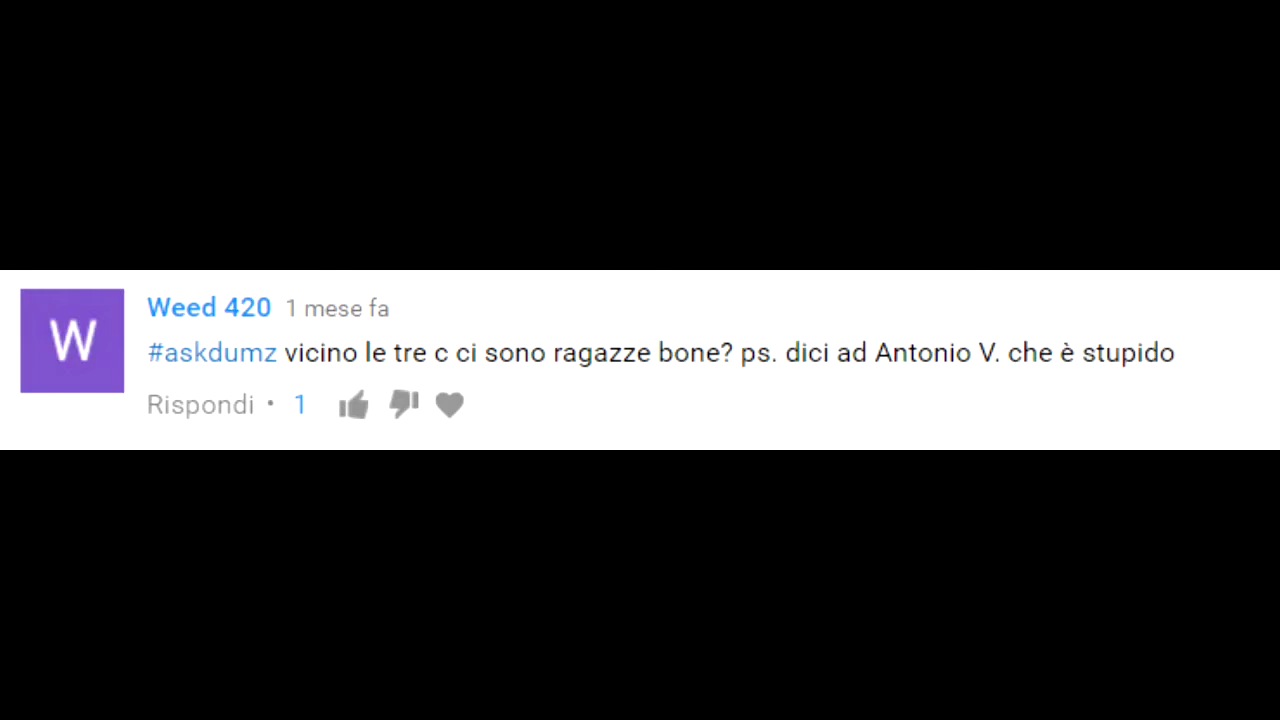 W
Weed 420 1 mese fa
#askdumz vicino le tre c ci sono ragazze bone? ps. dici ad Antonio V. che è stupido
Rispondi • 1